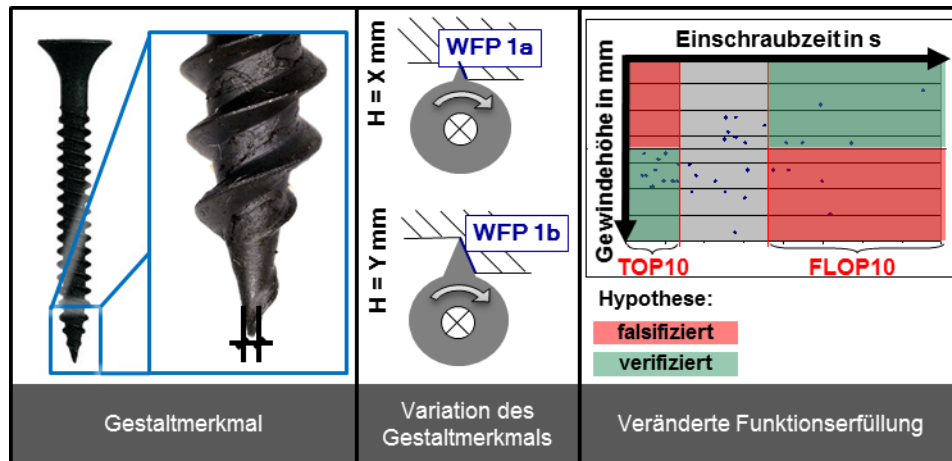 H = X mm
WFP 1a
H = Y mm
WFP 1b
Einschraubzeit in s
Gewindehöhe in mm
TOP10
FLOP10
Hypothese:
falsifiziert
verifiziert
Gestaltmerkmal
Variation des
Gestaltmerkmals
Veränderte Funktionserfüllung